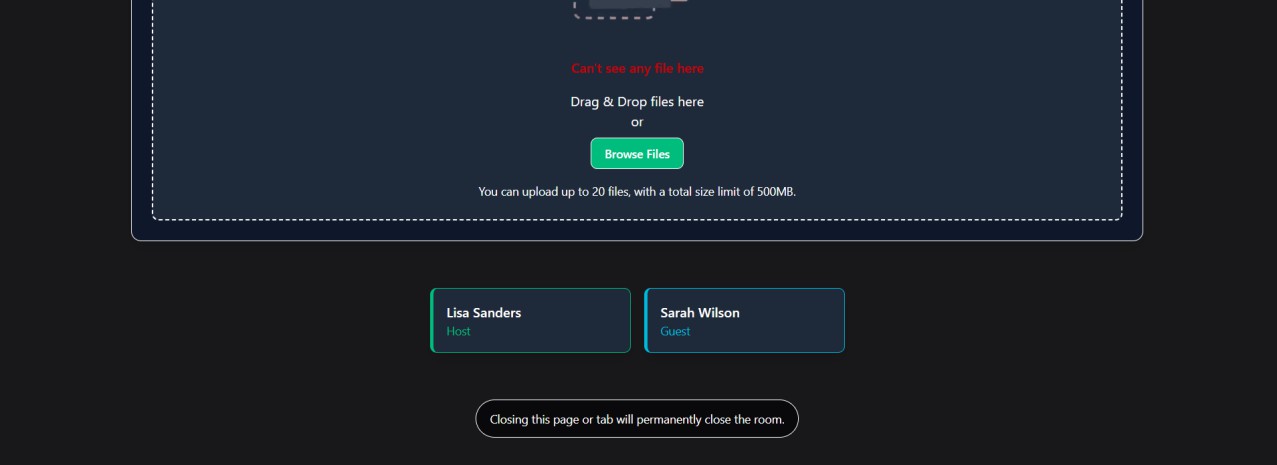 Can't see any file here
Drag & Drop files here
or
Browse Files
You can upload up to 20 files, with a total size limit of 500MB.
Lisa Sanders
Host
Sarah Wilson
Guest
Closing this page or tab will permanently close the room.